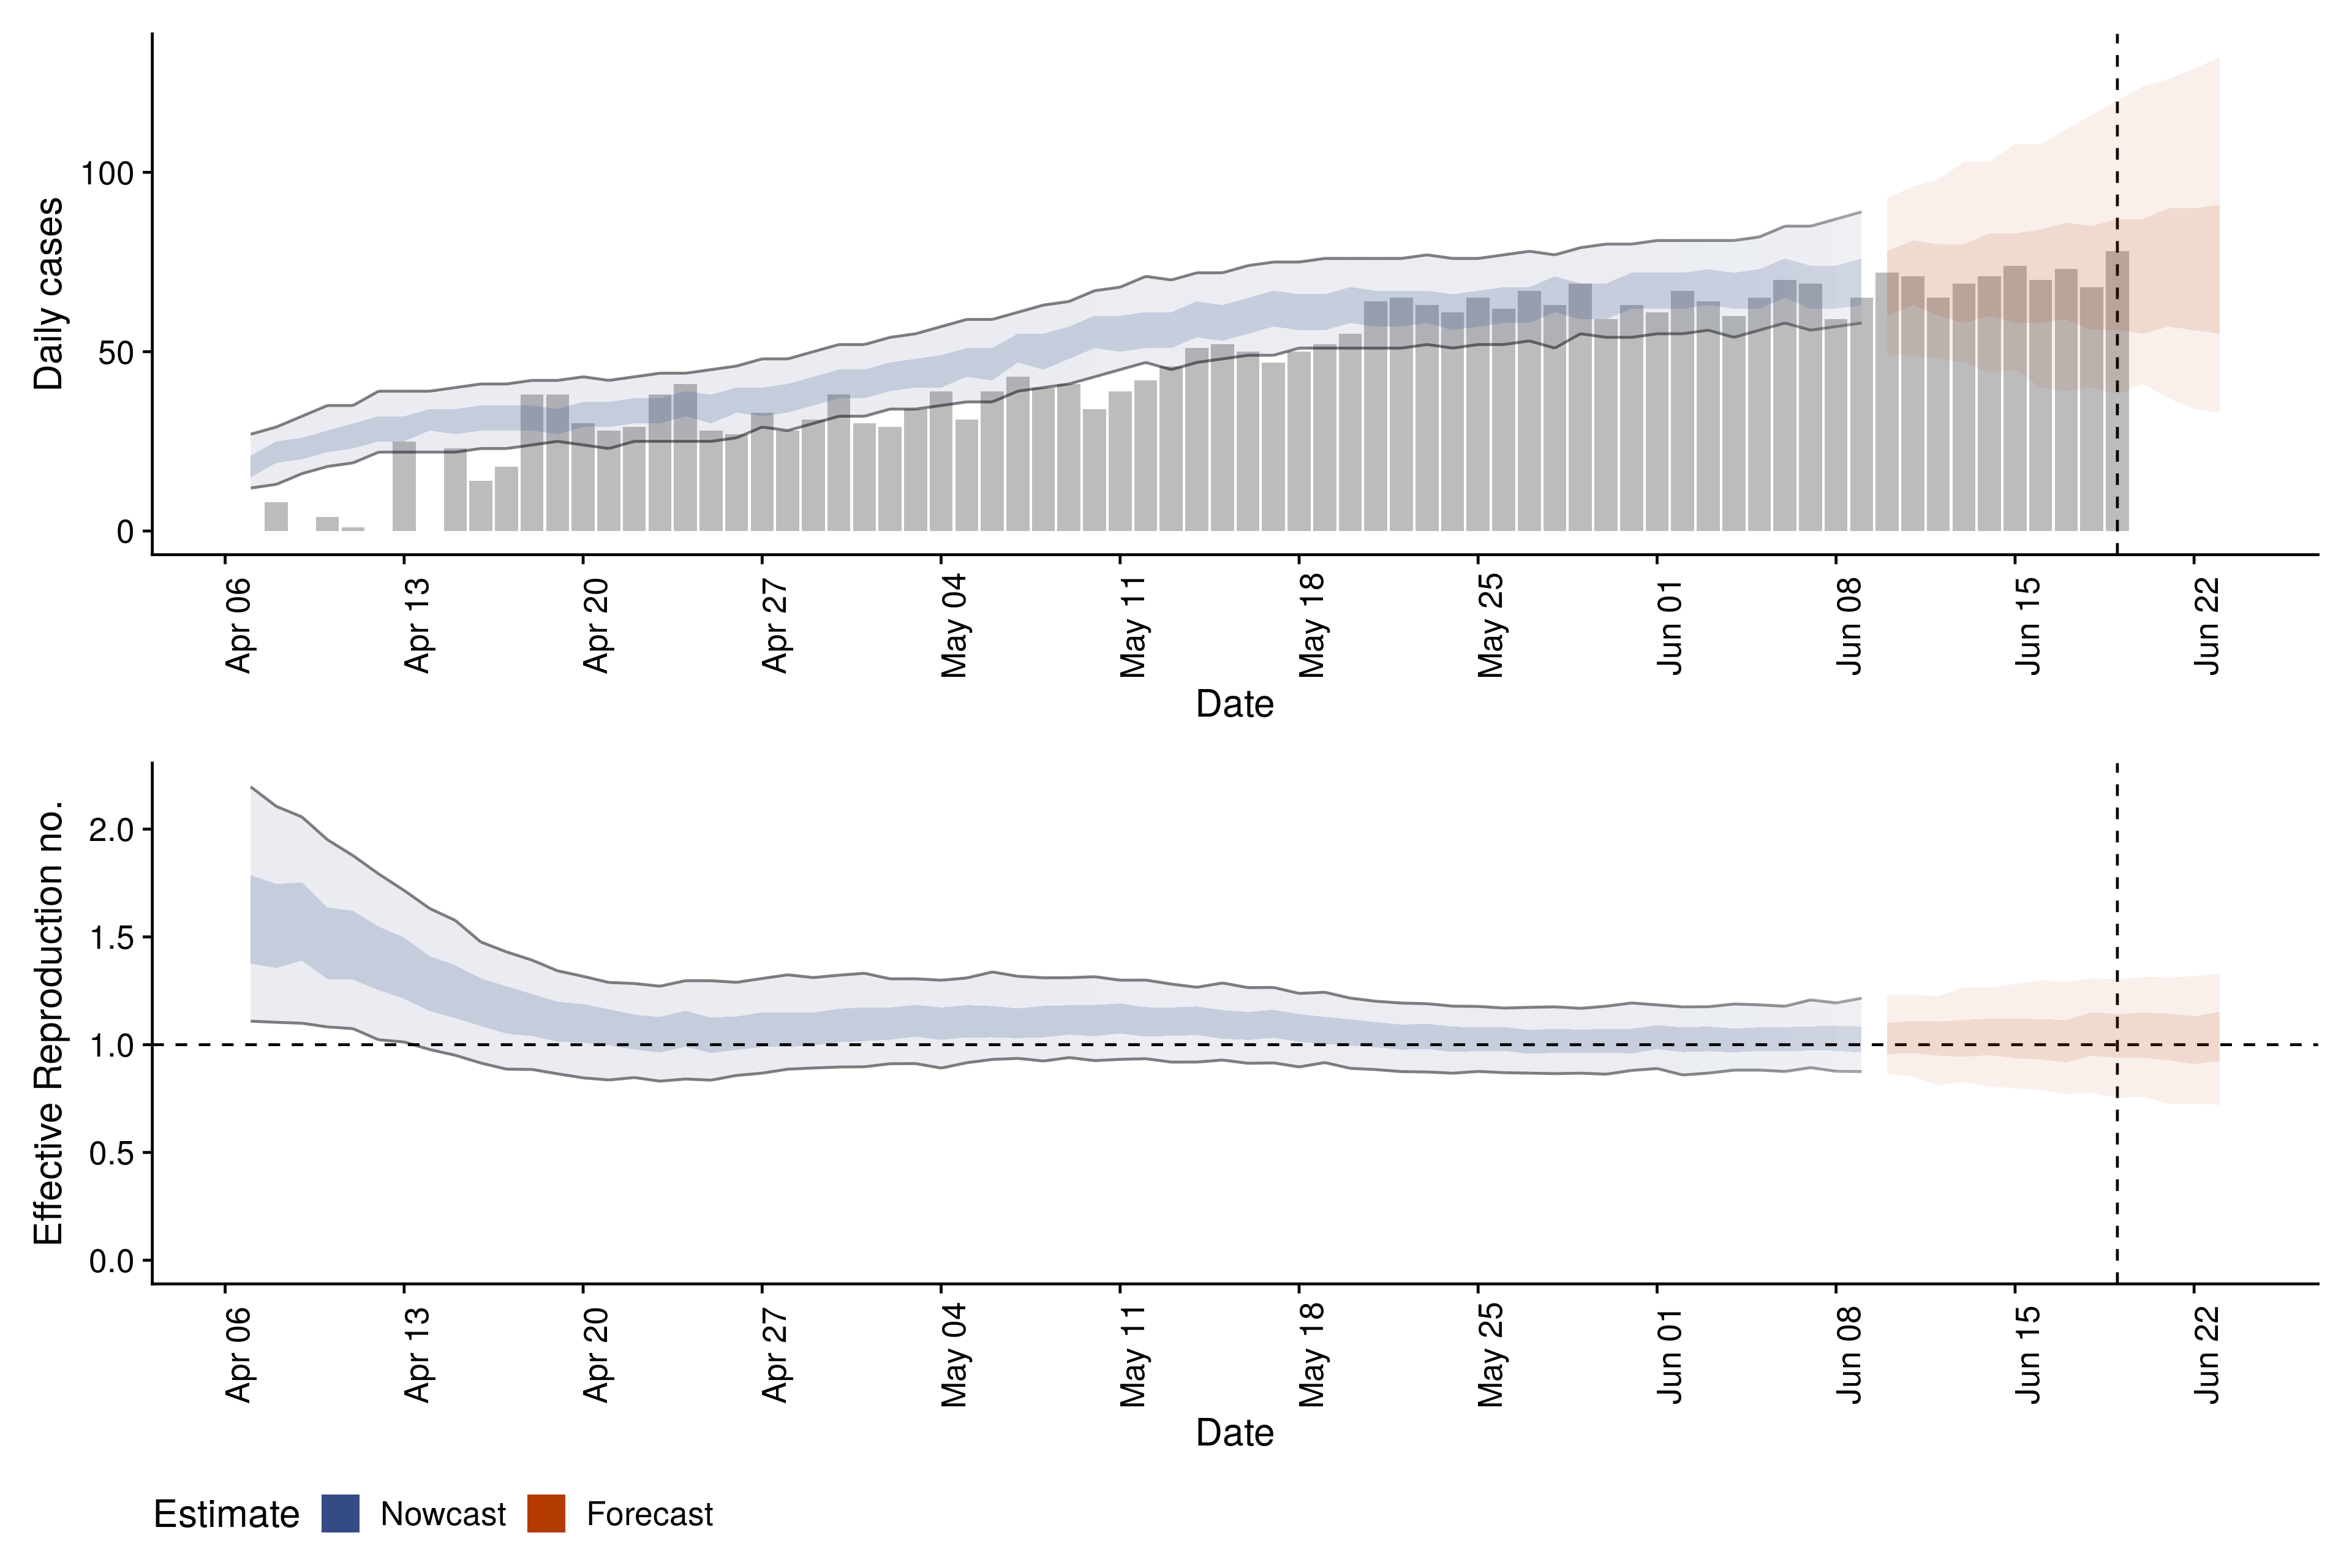 Daily cases
100
50
0
Apr 06
Apr 13
Apr 20
Apr 27
May 04
May 11
May 18
May 25
Jun 01
Jun 08
Jun 15
Jun 22
Date
Effective Reproduction no.
2.0
1.5
1.0
0.5
0.0
Apr 06
Apr 13
Apr 20
Apr 27
May 04
May 11
May 18
May 25
Jun 01
Jun 08
Jun 15
Jun 22
Date
Estimate Nowcast Forecast